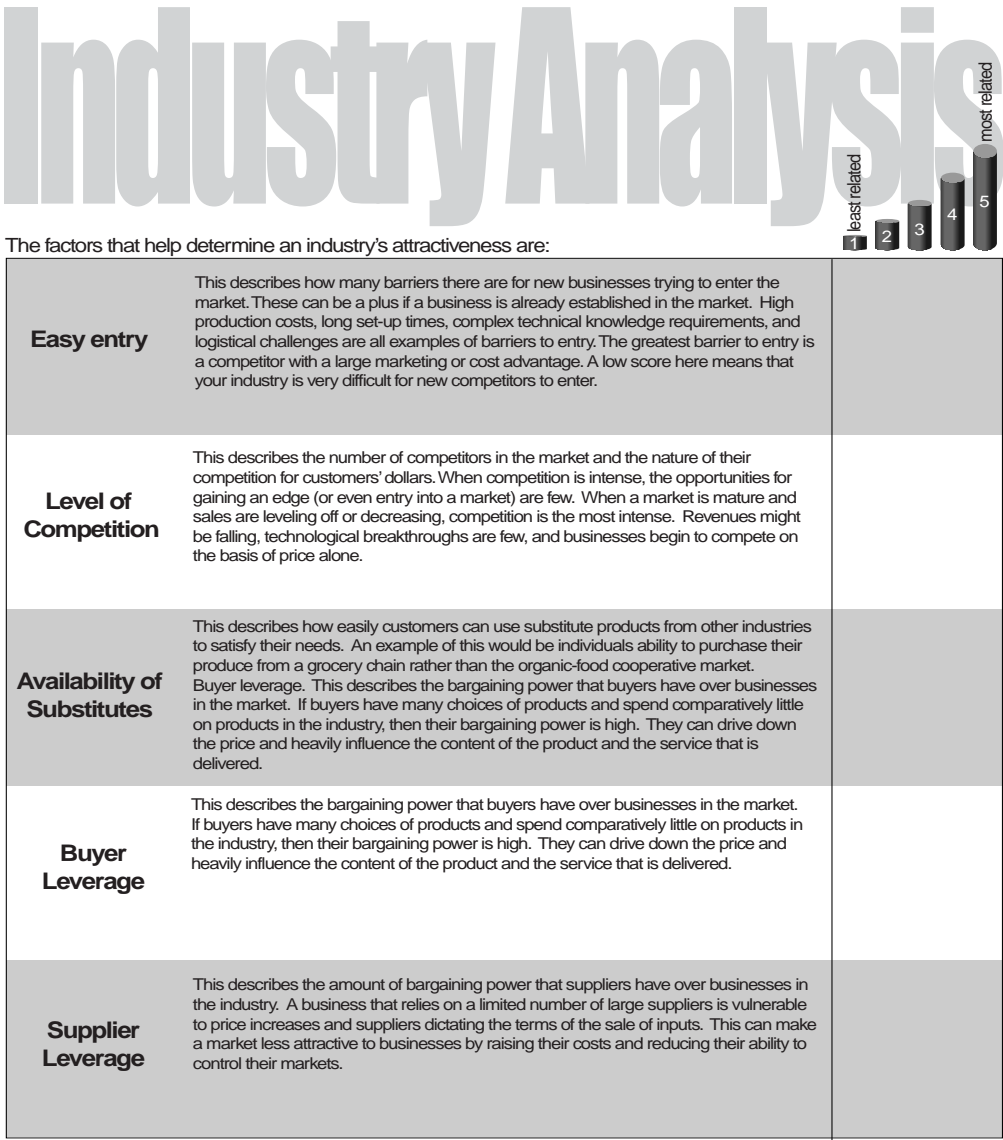 Industry Analysis
least related
most related
1 2 3 4 5
The factors that help determine an industry's attractiveness are:
Easy entry
This describes how many barriers there are for new businesses trying to enter the
market. These can be a plus if a business is already established in the market. High
production costs, long set-up times, complex technical knowledge requirements, and
logistical challenges are all examples of barriers to entry. The greatest barrier to entry is
a competitor with a large marketing or cost advantage. A low score here means that
your industry is very difficult for new competitors to enter.
Level of
Competition
This describes the number of competitors in the market and the nature of their
competition for customers' dollars. When competition is intense, the opportunities for
gaining an edge (or even entry into a market) are few. When a market is mature and
sales are leveling off or decreasing, competition is the most intense. Revenues might
be falling, technological breakthroughs are few, and businesses begin to compete on
the basis of price alone.
Availability of
Substitutes
This describes how easily customers can use substitute products from other industries
to satisfy their needs. An example of this would be individuals ability to purchase their
produce from a grocery chain rather than the organic-food cooperative market.
Buyer leverage. This describes the bargaining power that buyers have over businesses
in the market. If buyers have many choices of products and spend comparatively little
on products in the industry, then their bargaining power is high. They can drive down
the price and heavily influence the content of the product and the service that is
delivered.
Buyer
Leverage
This describes the bargaining power that buyers have over businesses in the market.
If buyers have many choices of products and spend comparatively little on products in
the industry, then their bargaining power is high. They can drive down the price and
heavily influence the content of the product and the service that is delivered.
Supplier
Leverage
This describes the amount of bargaining power that suppliers have over businesses in
the industry. A business that relies on a limited number of large suppliers is vulnerable
to price increases and suppliers dictating the terms of the sale of inputs. This can make
a market less attractive to businesses by raising their costs and reducing their ability to
control their markets.